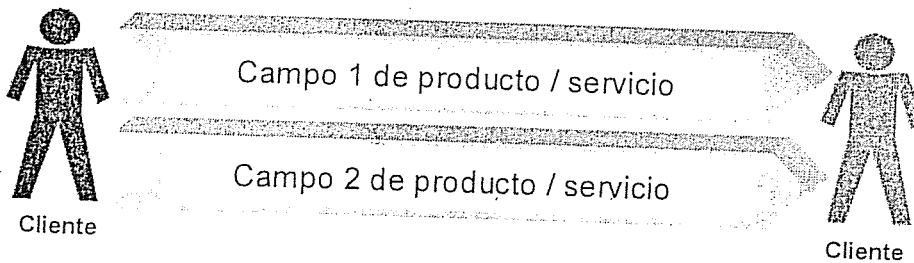 Campo 1 de producto / servicio
Campo 2 de producto / servicio
Cliente
Cliente